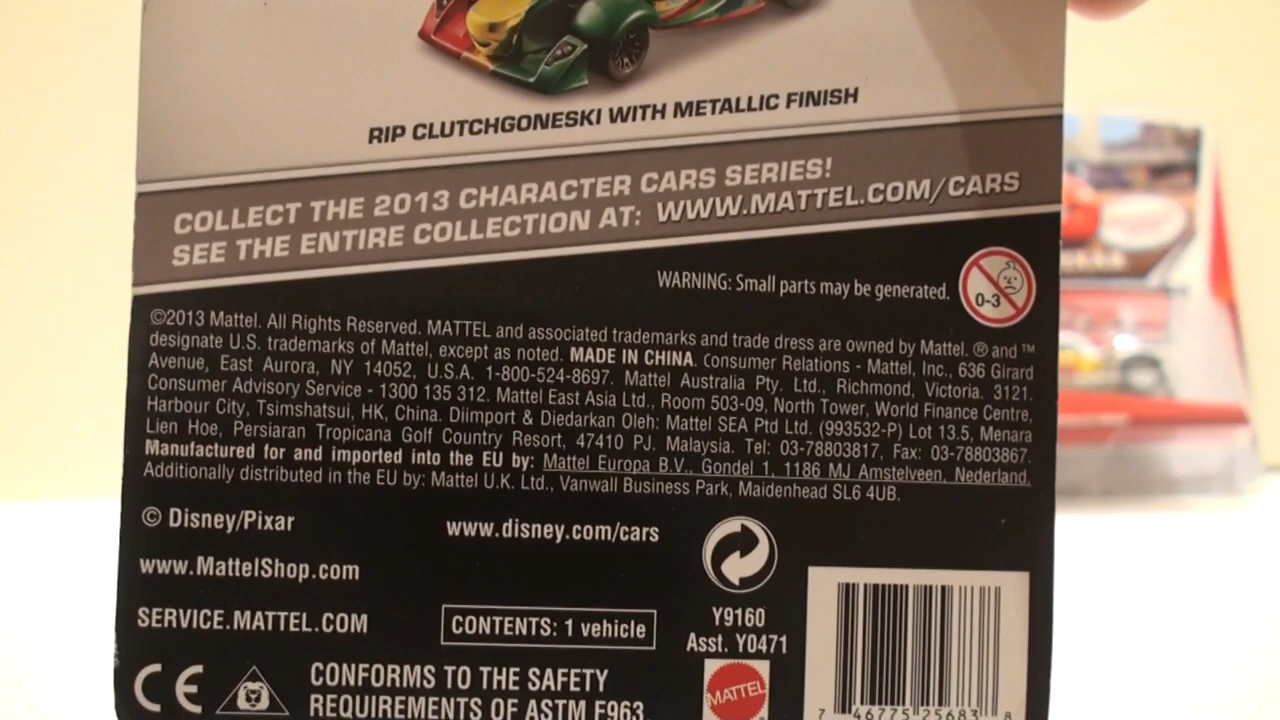 RIP CLUTCHGONESKI WITH METALLIC FINISH
COLLECT THE 2013 CHARACTER CARS SERIES!
SEE THE ENTIRE COLLECTION AT: WWW.MATTEL.COM/CARS
WARNING: Small parts may be generated.
0-3
©2013 Mattel. All Rights Reserved. MATTEL and associated trademarks and trade dress are owned by Mattel. ® and ™
designate U.S. trademarks of Mattel, except as noted. MADE IN CHINA. Consumer Relations - Mattel, Inc., 636 Girard
Avenue, East Aurora, NY 14052, U.S.A. 1-800-524-8697. Mattel Australia Pty. Ltd., Richmond, Victoria. 3121.
Consumer Advisory Service - 1300 135 312. Mattel East Asia Ltd., Room 503-09, North Tower, World Finance Centre,
Harbour City, Tsimshatsui, HK, China. Diimport & Diedarkan Oleh: Mattel SEA Ptd Ltd. (993532-P) Lot 13.5, Menara
Lien Hoe, Persiaran Tropicana Golf Country Resort, 47410 PJ. Malaysia. Tel: 03-78803817, Fax: 03-78803867.
Manufactured for and imported into the EU by: Mattel Europa B.V., Gondel 1, 1186 MJ Amstelveen, Nederland.
Additionally distributed in the EU by: Mattel U.K. Ltd., Vanwall Business Park, Maidenhead SL6 4UB.
© Disney/Pixar
www.disney.com/cars
www.MattelShop.com
SERVICE.MATTEL.COM
CONTENTS: 1 vehicle
Y9160
Asst. Y0471
CE
CONFORMS TO THE SAFETY
REQUIREMENTS OF ASTM F963.
MATTEL®
7 46775 25683 8